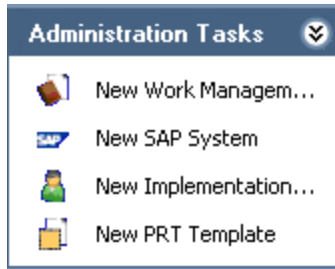 Administration Tasks
New Work Managem...
SAP New SAP System
New Implementation...
New PRT Template